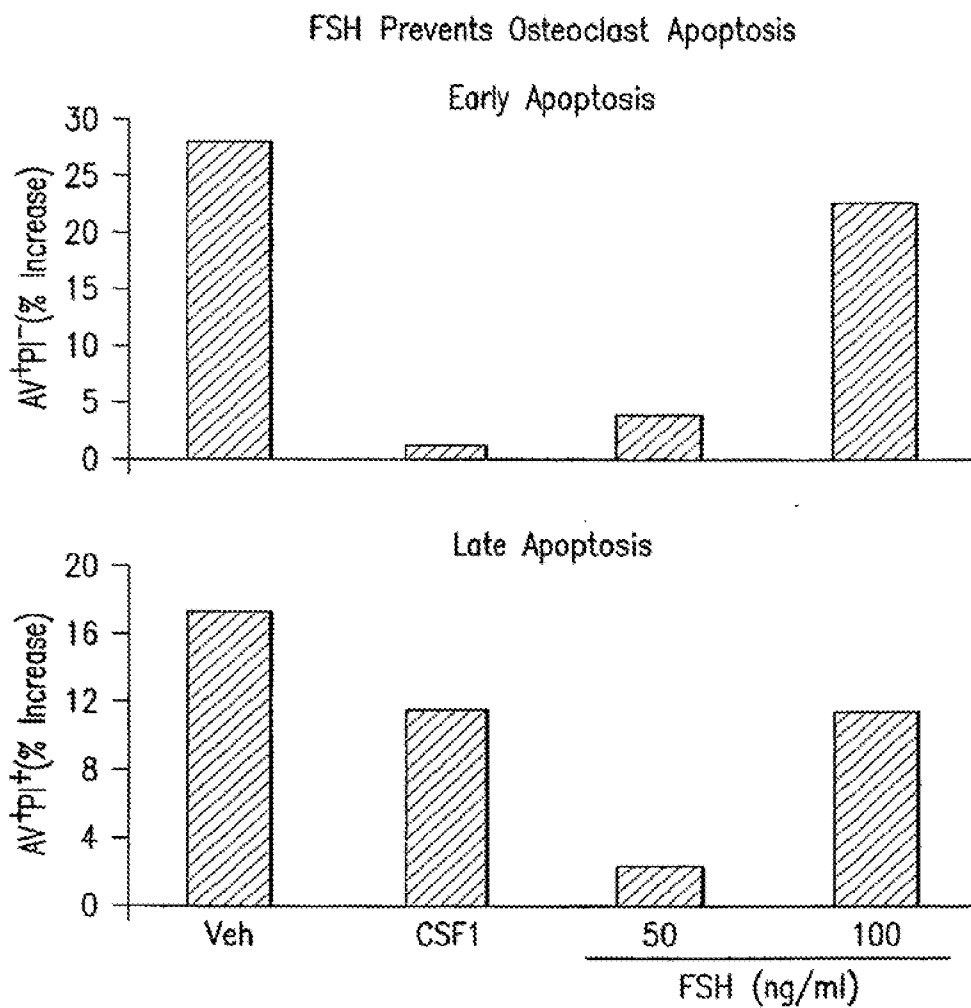 FSH Prevents Osteoclast Apoptosis
Early Apoptosis
AV⁺PI⁻(% Increase)
30
25
20
15
10
5
0
Late Apoptosis
AV⁺PI⁺(% Increase)
20
16
12
8
4
0
Veh CSF1 50 100
FSH (ng/ml)